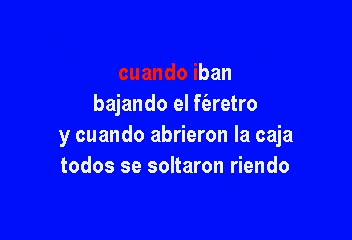 cuando iban
bajando el féretro
y cuando abrieron la caja
todos se soltaron riendo